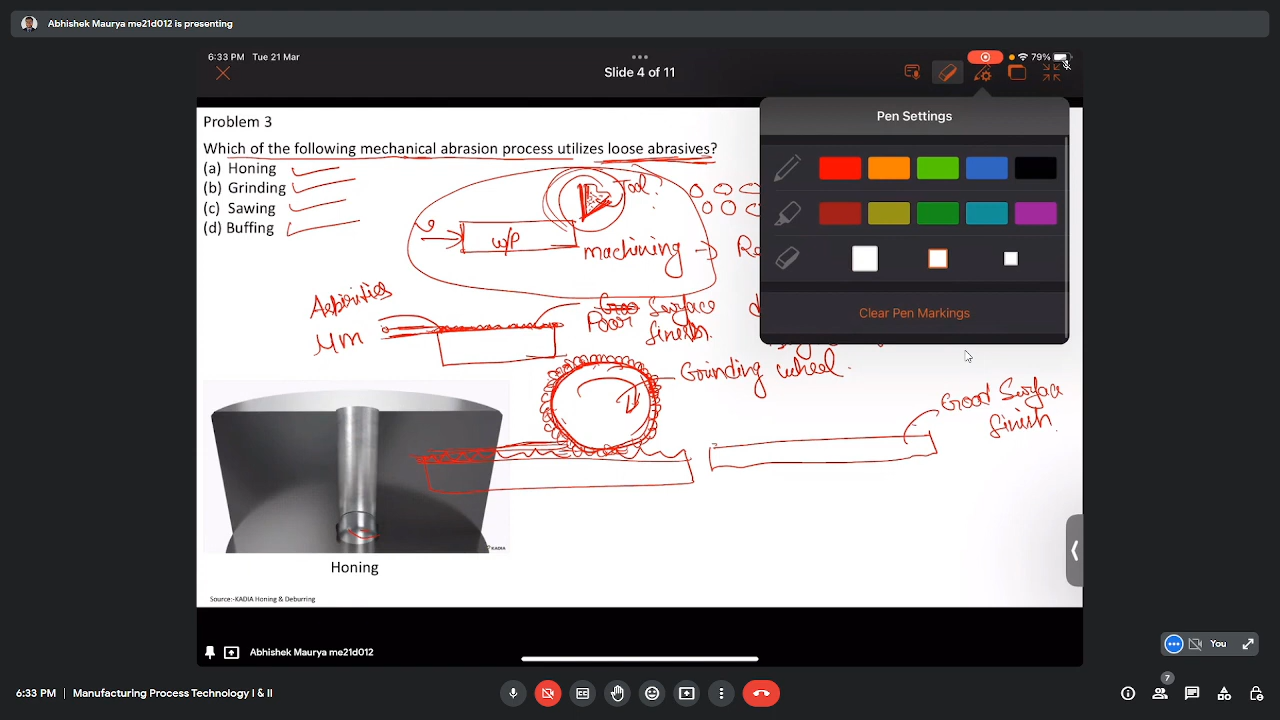 Abhishek Maurya me21d012 is presenting
6:33 PM Tue 21 Mar
79%
Slide 4 of 11
Pen Settings
Clear Pen Markings
Problem 3
Which of the following mechanical abrasion process utilizes loose abrasives?
(a) Honing
(b) Grinding
(c) Sawing
(d) Buffing
Tool
w/P
machining
Poor
Surface
finish.
Grinding wheel.
Good Surface
finish.
KADIA
Honing
Source:-KADIA Honing & Deburring
Abhishek Maurya me21d012
You
6:33 PM | Manufacturing Process Technology I & II
7